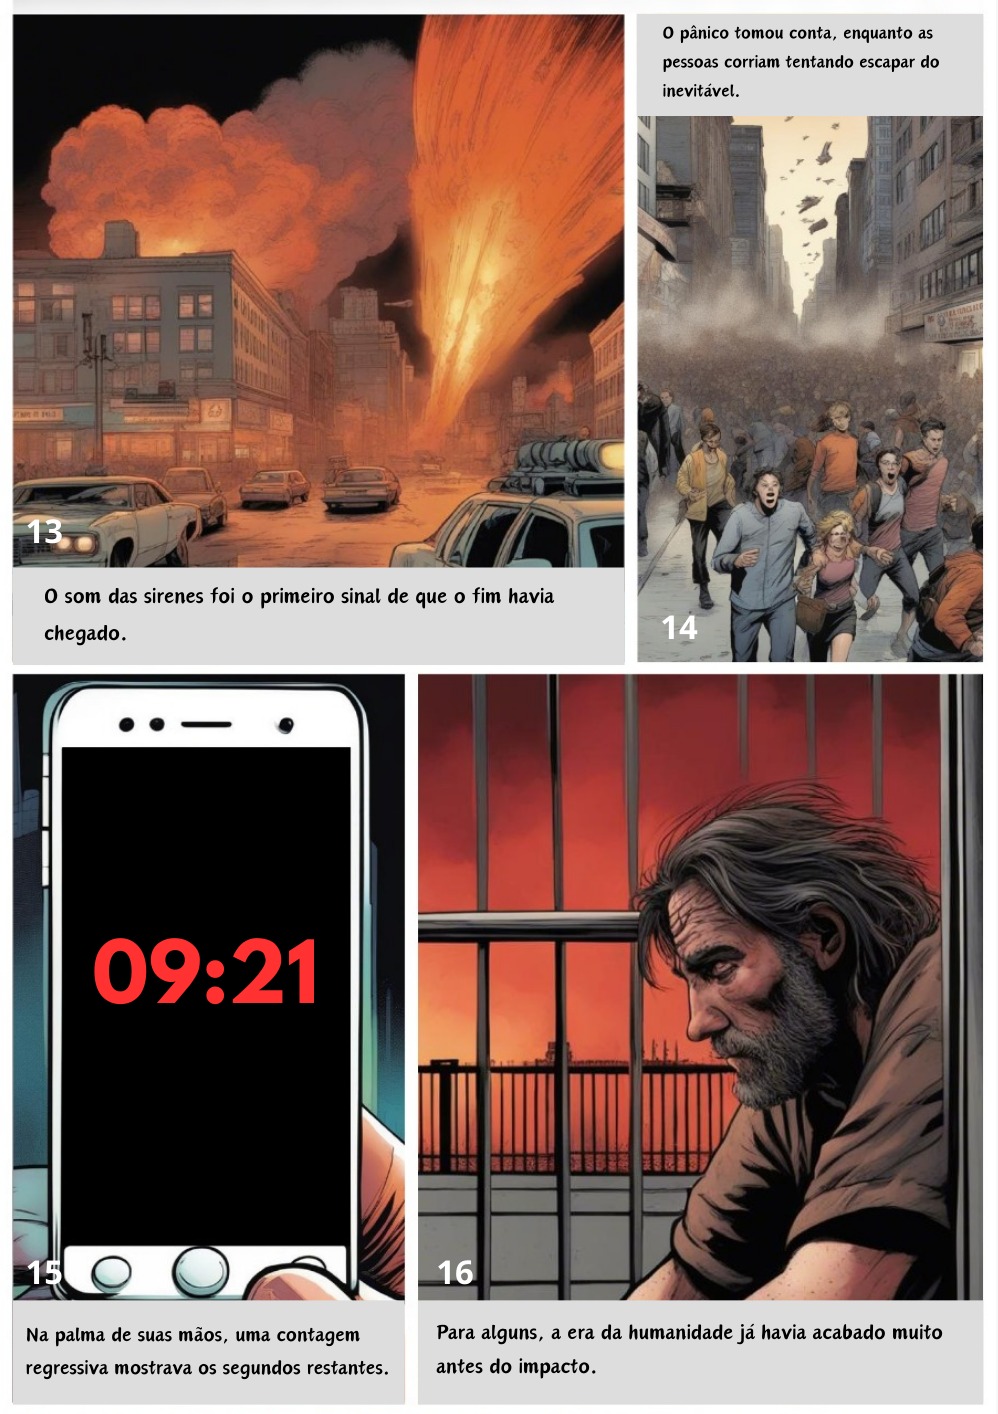 O som das sirenes foi o primeiro sinal de que o fim havia
chegado.
13
O pânico tomou conta, enquanto as
pessoas corriam tentando escapar do
inevitável.
14
09:21
15
Na palma de suas mãos, uma contagem
regressiva mostrava os segundos restantes.
16
Para alguns, a era da humanidade já havia acabado muito
antes do impacto.